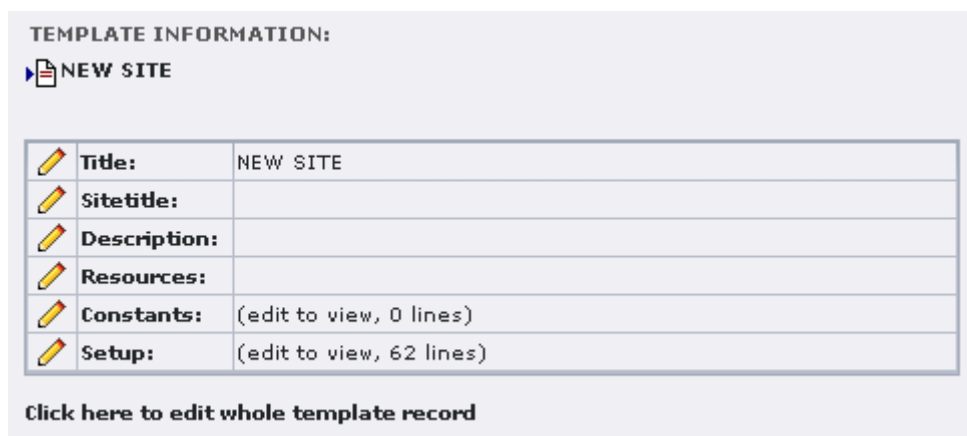 TEMPLATE INFORMATION:
NEW SITE
Title: NEW SITE
Sitetitle:
Description:
Resources:
Constants: (edit to view, 0 lines)
Setup: (edit to view, 62 lines)
Click here to edit whole template record